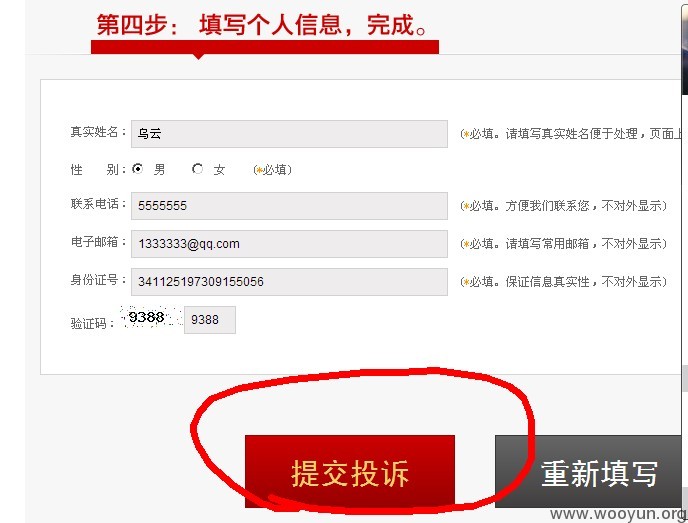 第四步：填写个人信息，完成。
真实姓名： 乌云 (*必填。请填写真实姓名便于处理，页面上
性 别： 男 女 (*必填)
联系电话： 5555555 (*必填。方便我们联系您，不对外显示)
电子邮箱： 1333333@qq.com (*必填。请填写常用邮箱，不对外显示)
身份证号： 341125197309155056 (*必填。保证信息真实性，不对外显示)
验证码： 9388 9388
提交投诉 重新填写
www.wooyun.org